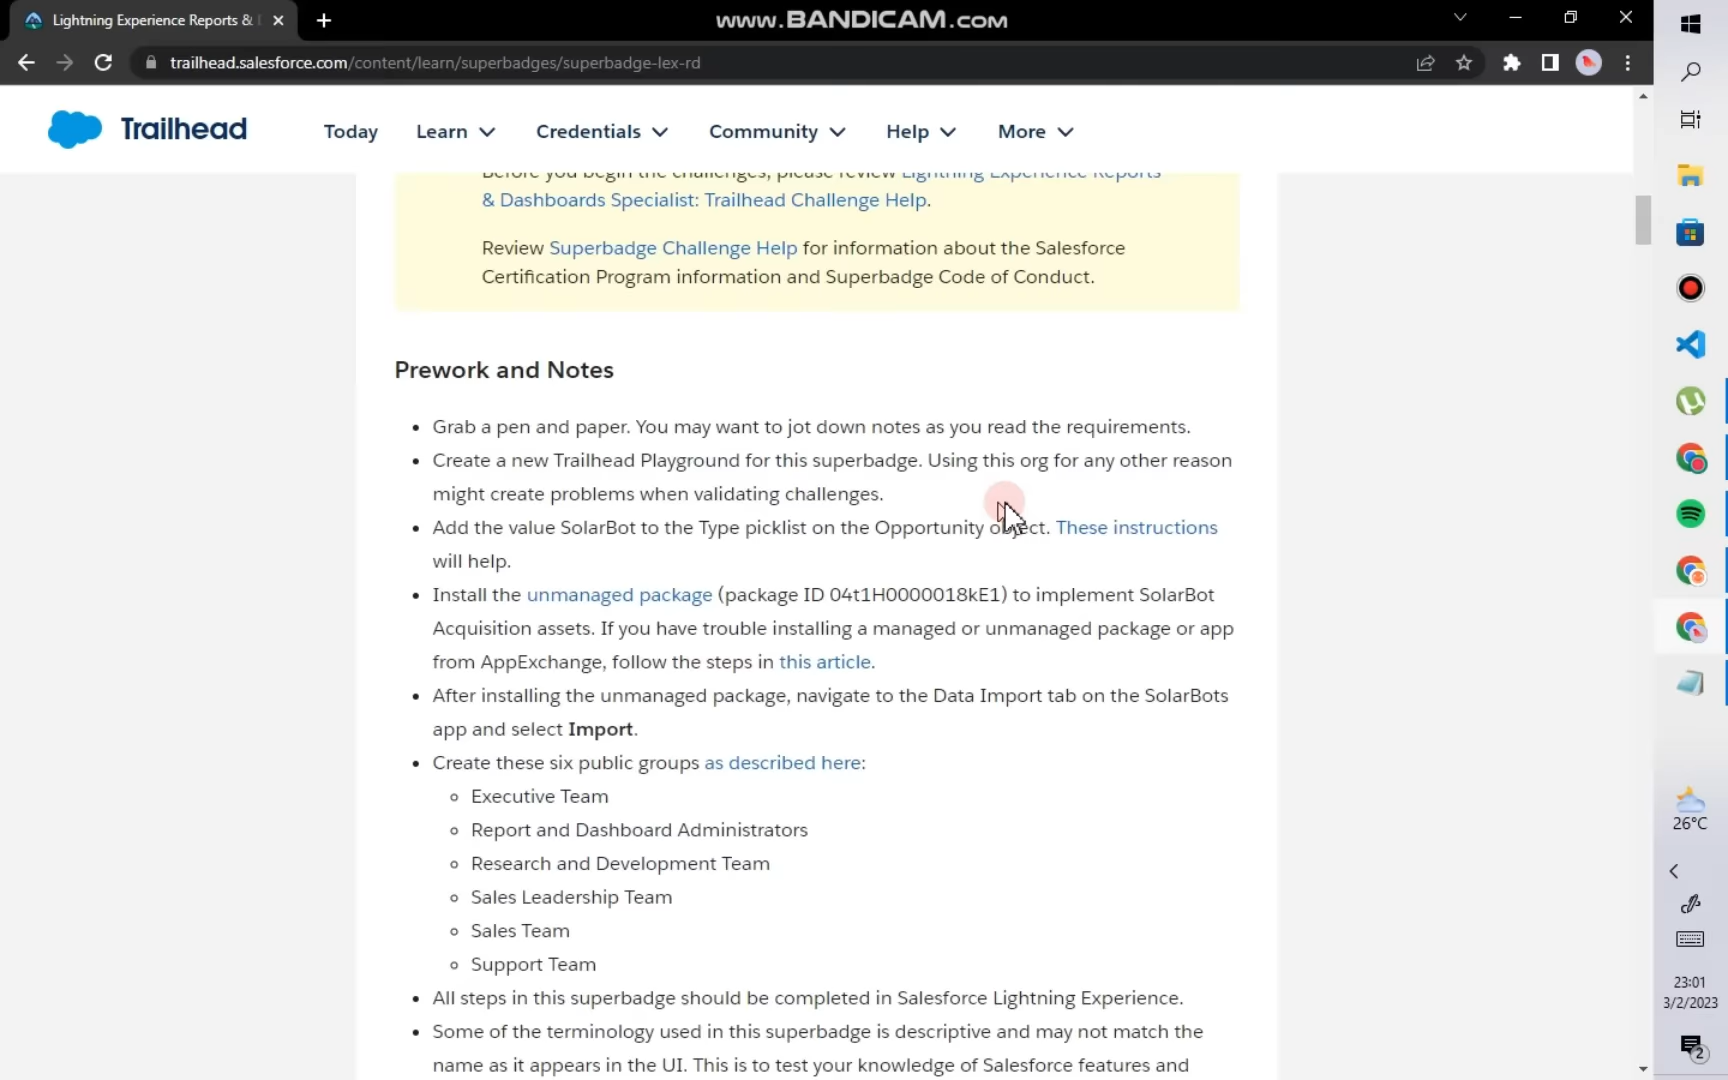 Lightning Experience Reports &
www.BANDICAM.com
trailhead.salesforce.com/content/learn/superbadges/superbadge-lex-rd
Trailhead
Today
Learn
Credentials
Community
Help
More
Before you begin the challenges, please review Lightning Experience Reports
& Dashboards Specialist: Trailhead Challenge Help.
Review Superbadge Challenge Help for information about the Salesforce
Certification Program information and Superbadge Code of Conduct.
Prework and Notes
• Grab a pen and paper. You may want to jot down notes as you read the requirements.
• Create a new Trailhead Playground for this superbadge. Using this org for any other reason
might create problems when validating challenges.
• Add the value SolarBot to the Type picklist on the Opportunity object. These instructions
will help.
• Install the unmanaged package (package ID 04t1H0000018kE1) to implement SolarBot
Acquisition assets. If you have trouble installing a managed or unmanaged package or app
from AppExchange, follow the steps in this article.
• After installing the unmanaged package, navigate to the Data Import tab on the SolarBots
app and select Import.
• Create these six public groups as described here:
◦ Executive Team
◦ Report and Dashboard Administrators
◦ Research and Development Team
◦ Sales Leadership Team
◦ Sales Team
◦ Support Team
• All steps in this superbadge should be completed in Salesforce Lightning Experience.
• Some of the terminology used in this superbadge is descriptive and may not match the
name as it appears in the UI. This is to test your knowledge of Salesforce features and
26°C
23:01
3/2/2023
2